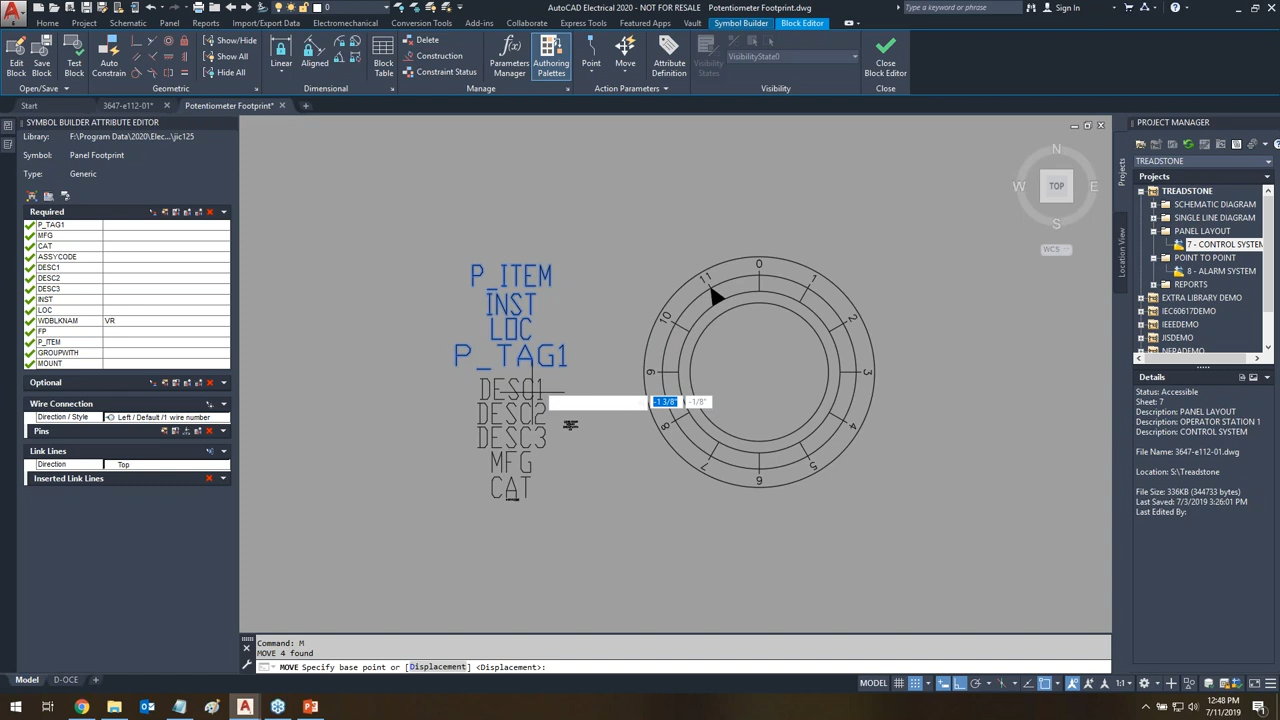 AutoCAD Electrical 2020 - NOT FOR RESALE Potentiometer Footprint.dwg
Type a keyword or phrase
Sign In
Home Project Panel Reports Import/Export Data Electromechanical Conversion Tools Add-ins Collaborate Express Tools Featured Apps Vault Symbol Builder Block Editor
Edit Block
Save Block
Test Block
Auto Constrain
Show/Hide
Show All
Hide All
Linear
Aligned
Delete
Construction
Constraint Status
Block Table
Parameters Manager
Authoring Palettes
Point
Move
Attribute Definition
Visibility States
VisibilityState0
Close Block Editor
Open/Save Geometric Dimensional Manage Action Parameters Visibility Close
Start 3647-e112-01* Potentiometer Footprint*
SYMBOL BUILDER ATTRIBUTE EDITOR
Library: F:\Program Data\2020\Elec...\jic125
Symbol: Panel Footprint
Type: Generic
Required
P_TAG1
MFG
CAT
ASSYCODE
DESC1
DESC2
DESC3
INST
LOC
WDBLKNAM VR
FP
P_ITEM
GROUPWITH
MOUNT
Optional
Wire Connection
Direction / Style Left / Default /1 wire number
Pins
Link Lines
Direction Top
Inserted Link Lines
P_ITEM
INST
LOC
P_TAG1
DESC1
DESC2
DESC3
MFG
CAT
-1 3/8" -1/8"
0
1
2
3
4
5
6
7
8
9
10
11
N
W TOP E
S
WCS
Location View
PROJECT MANAGER
TREADSTONE
Projects
TREADSTONE
SCHEMATIC DIAGRAM
SINGLE LINE DIAGRAM
PANEL LAYOUT
7 - CONTROL SYSTEM
POINT TO POINT
8 - ALARM SYSTEM
REPORTS
EXTRA LIBRARY DEMO
IEC60617DEMO
IEEEDEMO
JISDEMO
NFPADEMO
Details
Status: Accessible
Sheet: 7
Description: PANEL LAYOUT
Description: OPERATOR STATION 1
Description: CONTROL SYSTEM
File Name: 3647-e112-01.dwg
Location: S:\Treadstone
File Size: 336KB (344733 bytes)
Last Saved: 7/3/2019 3:26:01 PM
Last Edited By:
Command: M
MOVE 4 found
MOVE Specify base point or [Displacement] <Displacement>:
Model D-OCE
MODEL
1:1
12:48 PM
7/11/2019